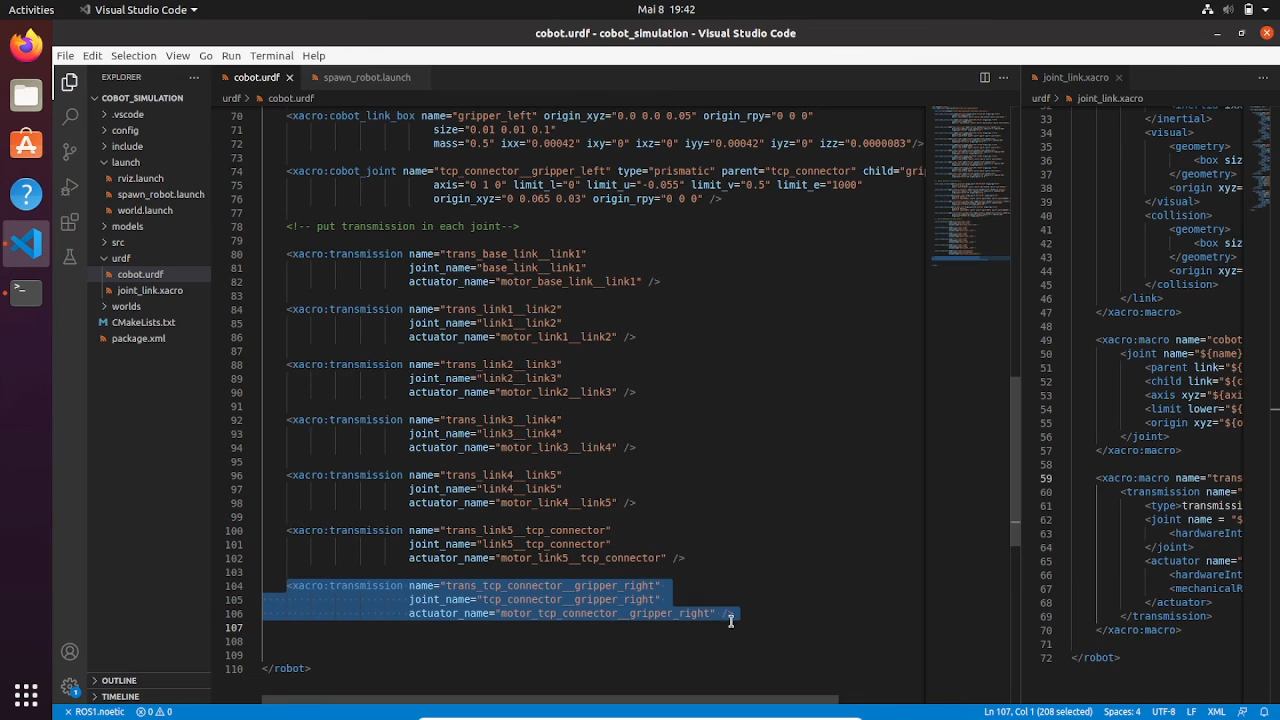 Activities
Visual Studio Code
Mai 8 19:42
cobot.urdf - cobot_simulation - Visual Studio Code
File Edit Selection View Go Run Terminal Help
EXPLORER
COBOT_SIMULATION
.vscode
config
include
launch
rviz.launch
spawn_robot.launch
world.launch
models
src
urdf
cobot.urdf
joint_link.xacro
worlds
CMakeLists.txt
package.xml
OUTLINE
TIMELINE
cobot.urdf
spawn_robot.launch
urdf > cobot.urdf
70 <xacro:cobot_link_box name="gripper_left" origin_xyz="0.0 0.0 0.05" origin_rpy="0 0 0"
71 size="0.01 0.01 0.1"
72 mass="0.5" ixx="0.00042" ixy="0" ixz="0" iyy="0.00042" iyz="0" izz="0.0000083"/>
73
74 <xacro:cobot_joint name="tcp_connector__gripper_left" type="prismatic" parent="tcp_connector" child="gri
75 axis="0 1 0" limit_l="0" limit_u="-0.055" limit_v="0.5" limit_e="1000"
76 origin_xyz="0 0.065 0.03" origin_rpy="0 0 0" />
77
78 <!-- put transmission in each joint-->
79
80 <xacro:transmission name="trans_base_link__link1"
81 joint_name="base_link__link1"
82 actuator_name="motor_base_link__link1" />
83
84 <xacro:transmission name="trans_link1__link2"
85 joint_name="link1__link2"
86 actuator_name="motor_link1__link2" />
87
88 <xacro:transmission name="trans_link2__link3"
89 joint_name="link2__link3"
90 actuator_name="motor_link2__link3" />
91
92 <xacro:transmission name="trans_link3__link4"
93 joint_name="link3__link4"
94 actuator_name="motor_link3__link4" />
95
96 <xacro:transmission name="trans_link4__link5"
97 joint_name="link4__link5"
98 actuator_name="motor_link4__link5" />
99
100 <xacro:transmission name="trans_link5__tcp_connector"
101 joint_name="link5__tcp_connector"
102 actuator_name="motor_link5__tcp_connector" />
103
104 <xacro:transmission name="trans_tcp_connector__gripper_right"
105 joint_name="tcp_connector__gripper_right"
106 actuator_name="motor_tcp_connector__gripper_right" />
107
108
109
110 </robot>
joint_link.xacro
urdf > joint_link.xacro
33 </inertial>
34 <visual>
35 <geometry>
36 <box siz
37 </geometry>
38 <origin xyz
39 </visual>
40 <collision>
41 <geometry>
42 <box siz
43 </geometry>
44 <origin xyz
45 </collision>
46 </link>
47 </xacro:macro>
48
49 <xacro:macro name="cobot
50 <joint name="${name}
51 <parent link="${
52 <child link="${c
53 <axis xyz="${axi
54 <limit lower="${
55 <origin xyz="${o
56 </joint>
57 </xacro:macro>
58
59 <xacro:macro name="trans
60 <transmission name="
61 <type>transmissi
62 <joint name = "$
63 <hardwareInt
64 </joint>
65 <actuator name="
66 <hardwareInt
67 <mechanicalR
68 </actuator>
69 </transmission>
70 </xacro:macro>
71
72 </robot>
ROS1.noetic 0 0
Ln 107, Col 1 (208 selected) Spaces: 4 UTF-8 LF XML